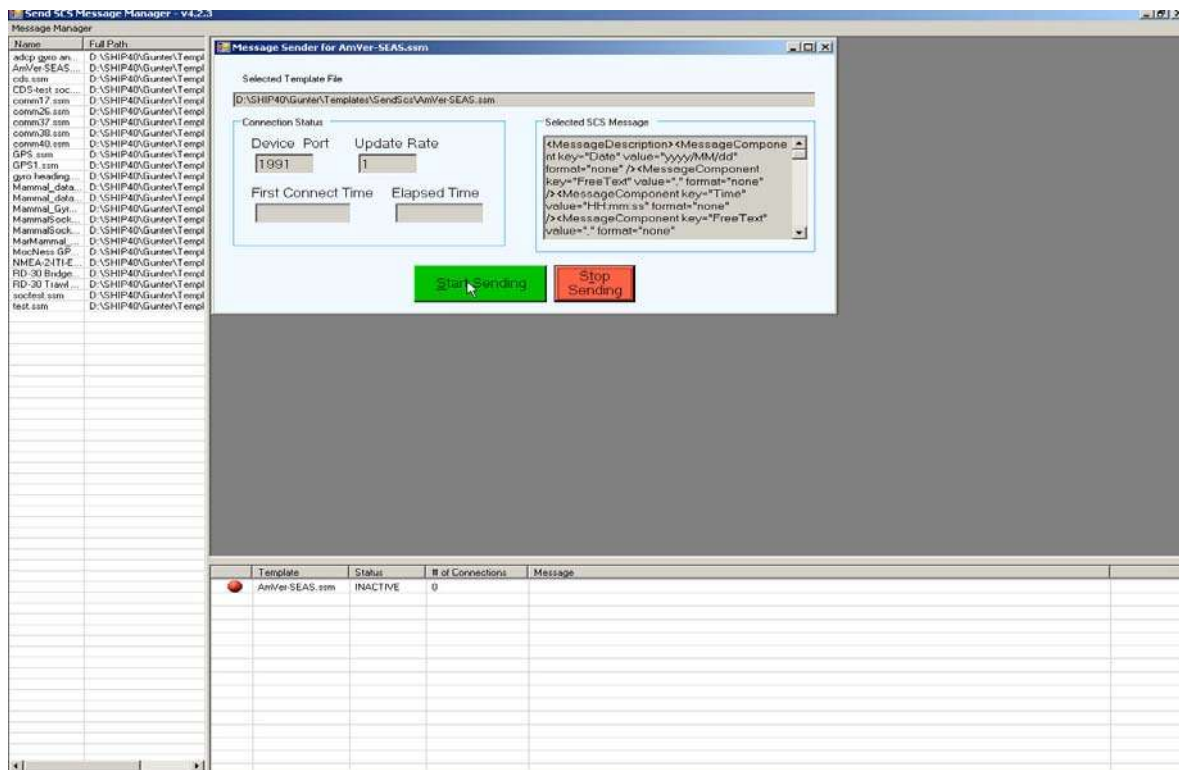 Send SCS Message Manager - v4.2.3
Message Manager
Name Full Path
adcp gyro an... D:\SHIP40\Gunter\Templ
AmVer-SEAS.... D:\SHIP40\Gunter\Templ
cds.ssm D:\SHIP40\Gunter\Templ
CDS-test soc... D:\SHIP40\Gunter\Templ
comm17.ssm D:\SHIP40\Gunter\Templ
comm26.ssm D:\SHIP40\Gunter\Templ
comm37.ssm D:\SHIP40\Gunter\Templ
comm38.ssm D:\SHIP40\Gunter\Templ
comm40.ssm D:\SHIP40\Gunter\Templ
GPS.ssm D:\SHIP40\Gunter\Templ
GPS1.ssm D:\SHIP40\Gunter\Templ
gyro heading... D:\SHIP40\Gunter\Templ
Mammal_data... D:\SHIP40\Gunter\Templ
Mammal_data... D:\SHIP40\Gunter\Templ
Mammal_Gyr... D:\SHIP40\Gunter\Templ
MammalSock... D:\SHIP40\Gunter\Templ
MammalSock... D:\SHIP40\Gunter\Templ
MarMammal_... D:\SHIP40\Gunter\Templ
MocNess GP... D:\SHIP40\Gunter\Templ
NMEA-2-ITI-E... D:\SHIP40\Gunter\Templ
RD-30 Bridge... D:\SHIP40\Gunter\Templ
RD-30 Trawl... D:\SHIP40\Gunter\Templ
soctest.ssm D:\SHIP40\Gunter\Templ
test.ssm D:\SHIP40\Gunter\Templ
Message Sender for AmVer-SEAS.ssm
Selected Template File
D:\SHIP40\Gunter\Templates\SendScs\AmVer-SEAS.ssm
Connection Status
Device Port Update Rate
1991 1
First Connect Time Elapsed Time
Selected SCS Message
<MessageDescription><MessageCompone
nt key="Date" value="yyyy/MM/dd"
format="none" /><MessageComponent
key="FreeText" value="," format="none"
/><MessageComponent key="Time"
value="HH:mm:ss" format="none"
/><MessageComponent key="FreeText"
value="," format="none"
Start Sending
Stop
Sending
Template Status # of Connections Message
AmVer-SEAS.ssm INACTIVE 0